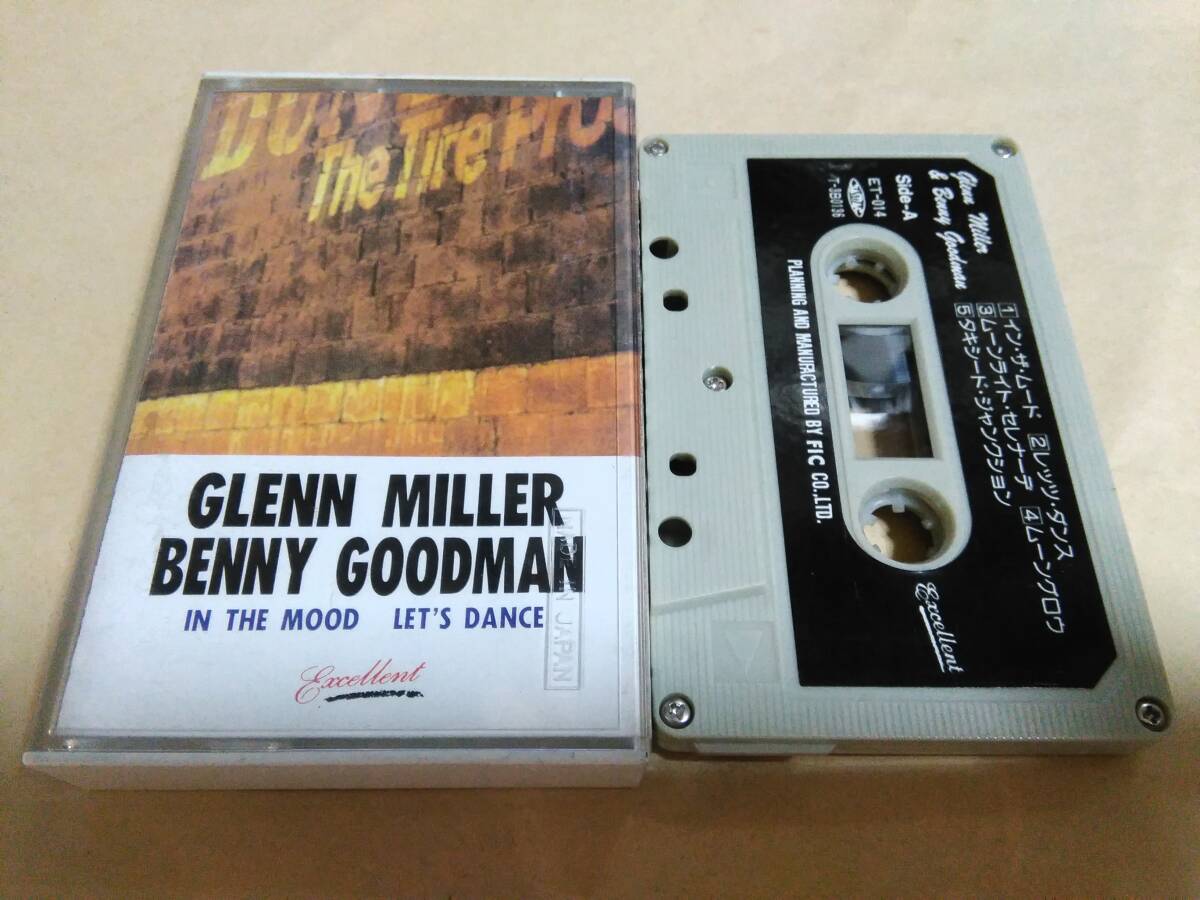 The Tire
GLENN MILLER
BENNY GOODMAN
IN THE MOOD LET'S DANCE
Excellent
JAPAN
Glenn Miller
& Benny Goodman
Side-A
ET-014
1 イン・ザ・ムード 2 レッツ・ダンス
3 ムーンライト・セレナーデ 4 ムーングロウ
5 タキシード・ジャンクション
PLANNING AND MANUFACTURED BY FIC CO.,LTD.
Excellent